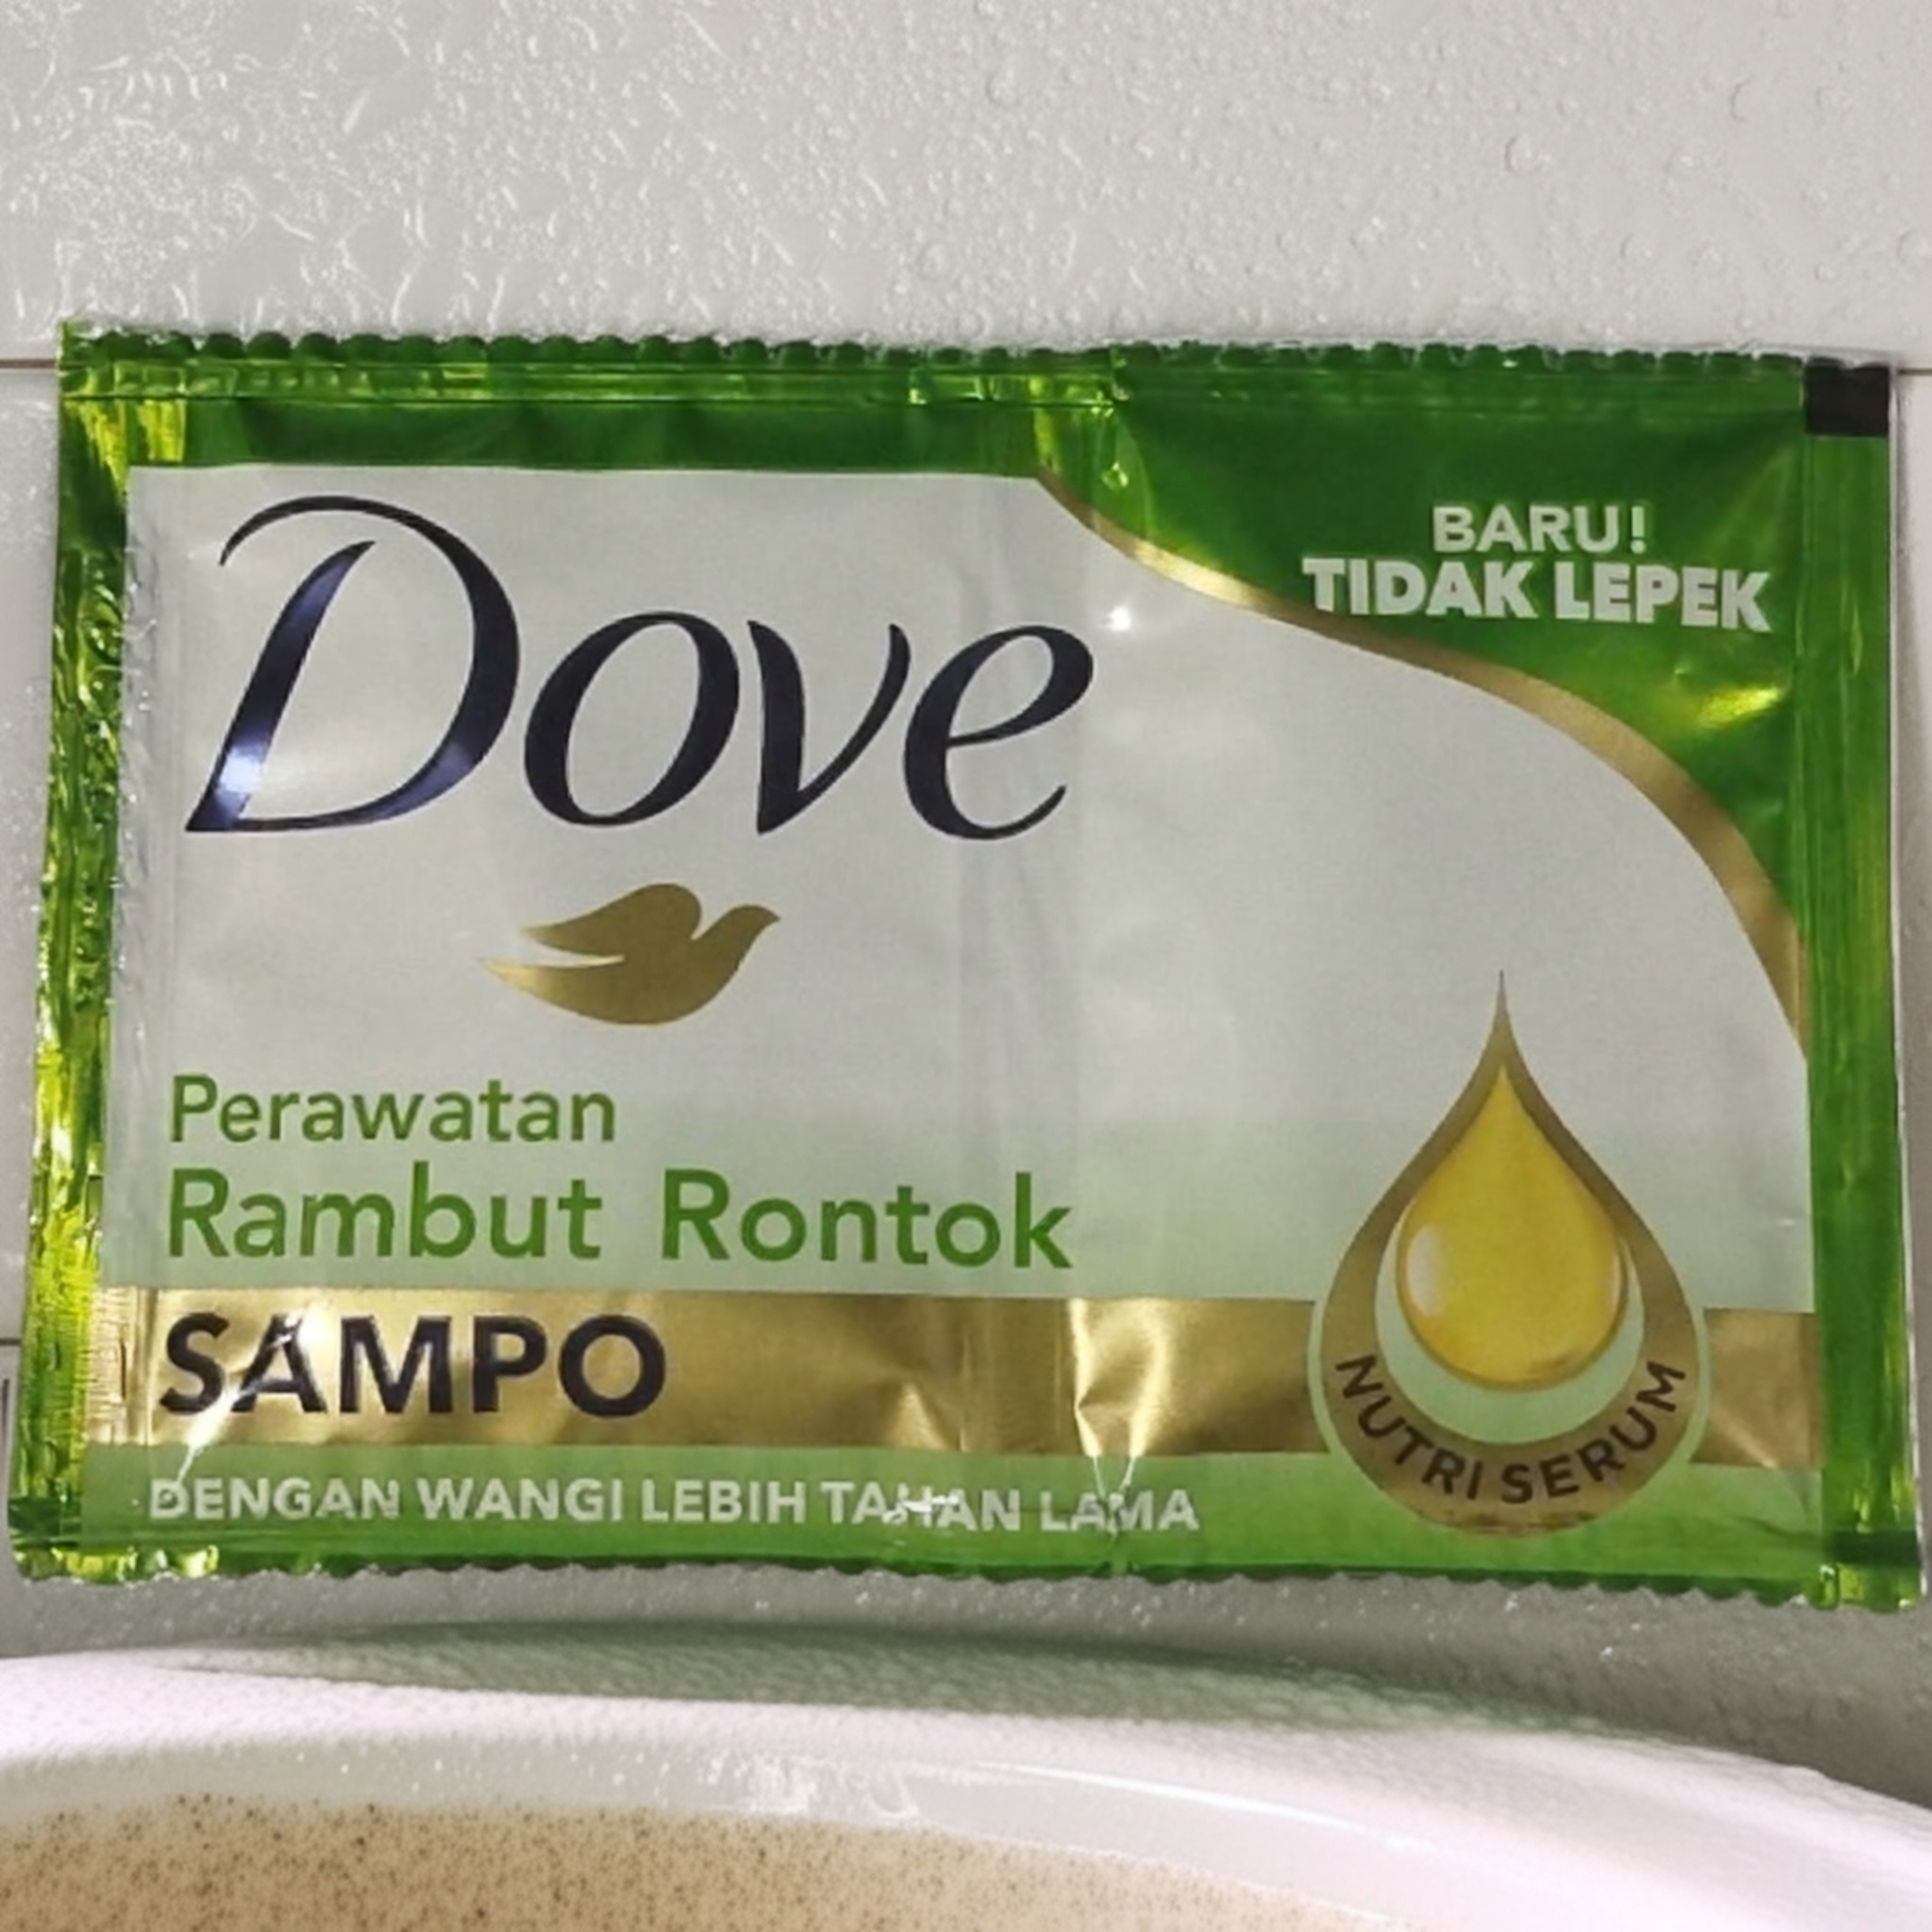 Dove
BARU!
TIDAK LEPEK
Perawatan
Rambut Rontok
SAMPO
NUTRI SERUM
DENGAN WANGI LEBIH TAHAN LAMA